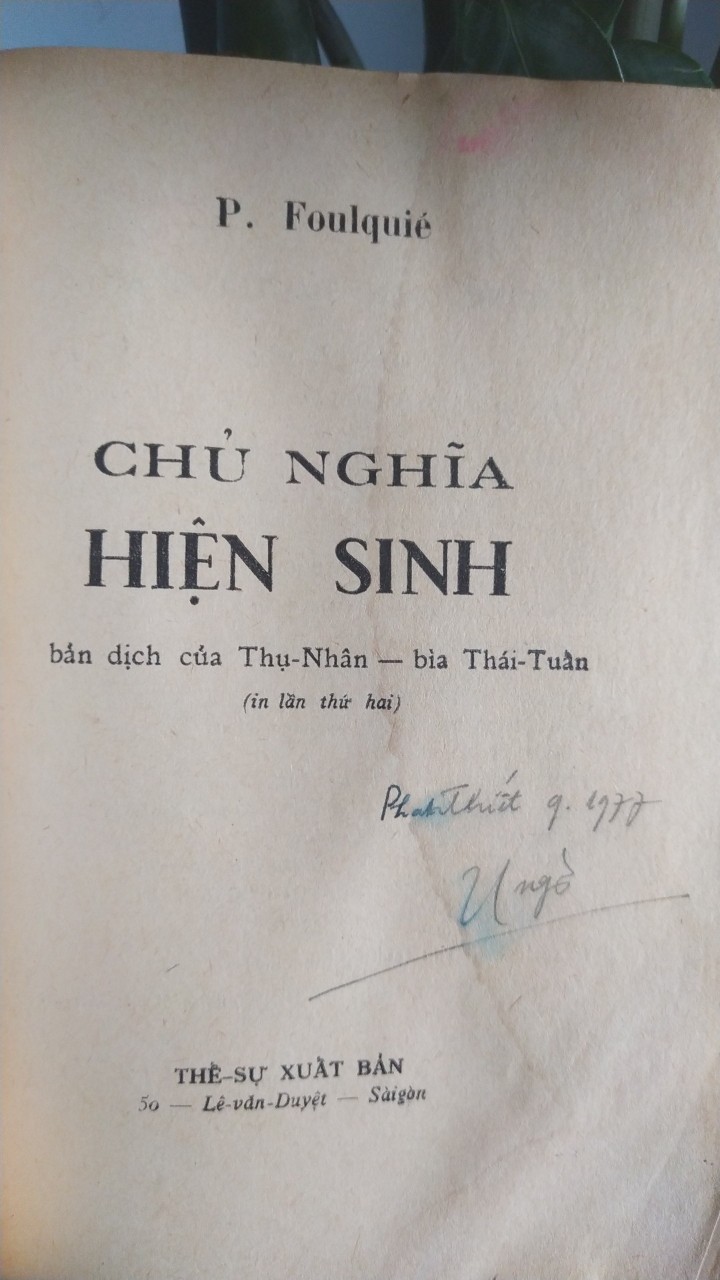 P. Foulquié
CHỦ NGHĨA
HIỆN SINH
bản dịch của Thụ-Nhân — bìa Thái-Tuấn
(in lần thứ hai)
Phan Thiết 9. 1977
THẾ-SỰ XUẤT BẢN
50 — Lê-văn-Duyệt — Sàigòn